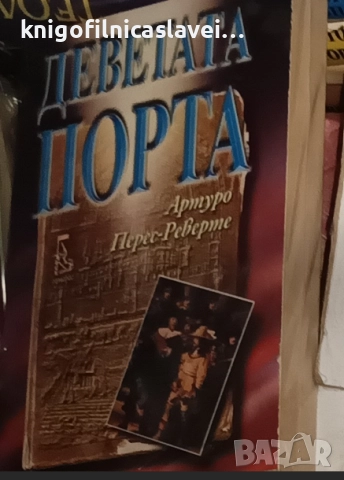 knigofilnicaslavei...
ДЕВЕТАТА
ПОРТА
Артуро
Перес-Реверте
BAZAR